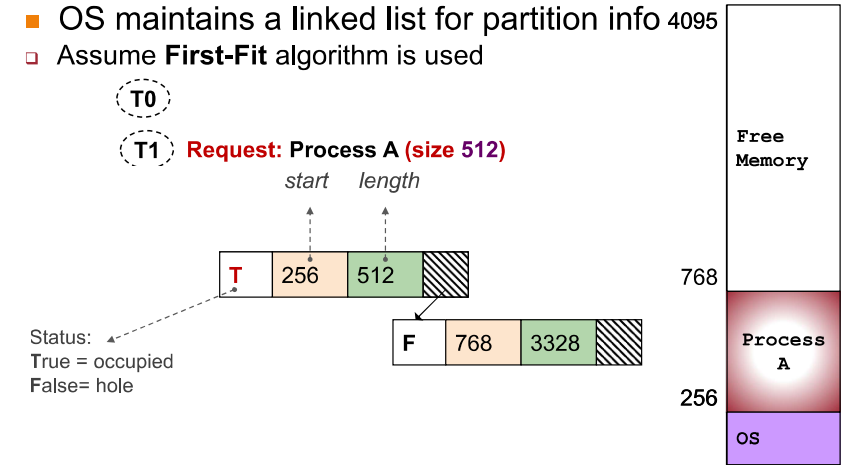 OS maintains a linked list for partition info
Assume First-Fit algorithm is used
T0
T1 Request: Process A (size 512)
start length
T 256 512
F 768 3328
Status:
True = occupied
False= hole
4095
Free
Memory
768
Process
A
256
OS